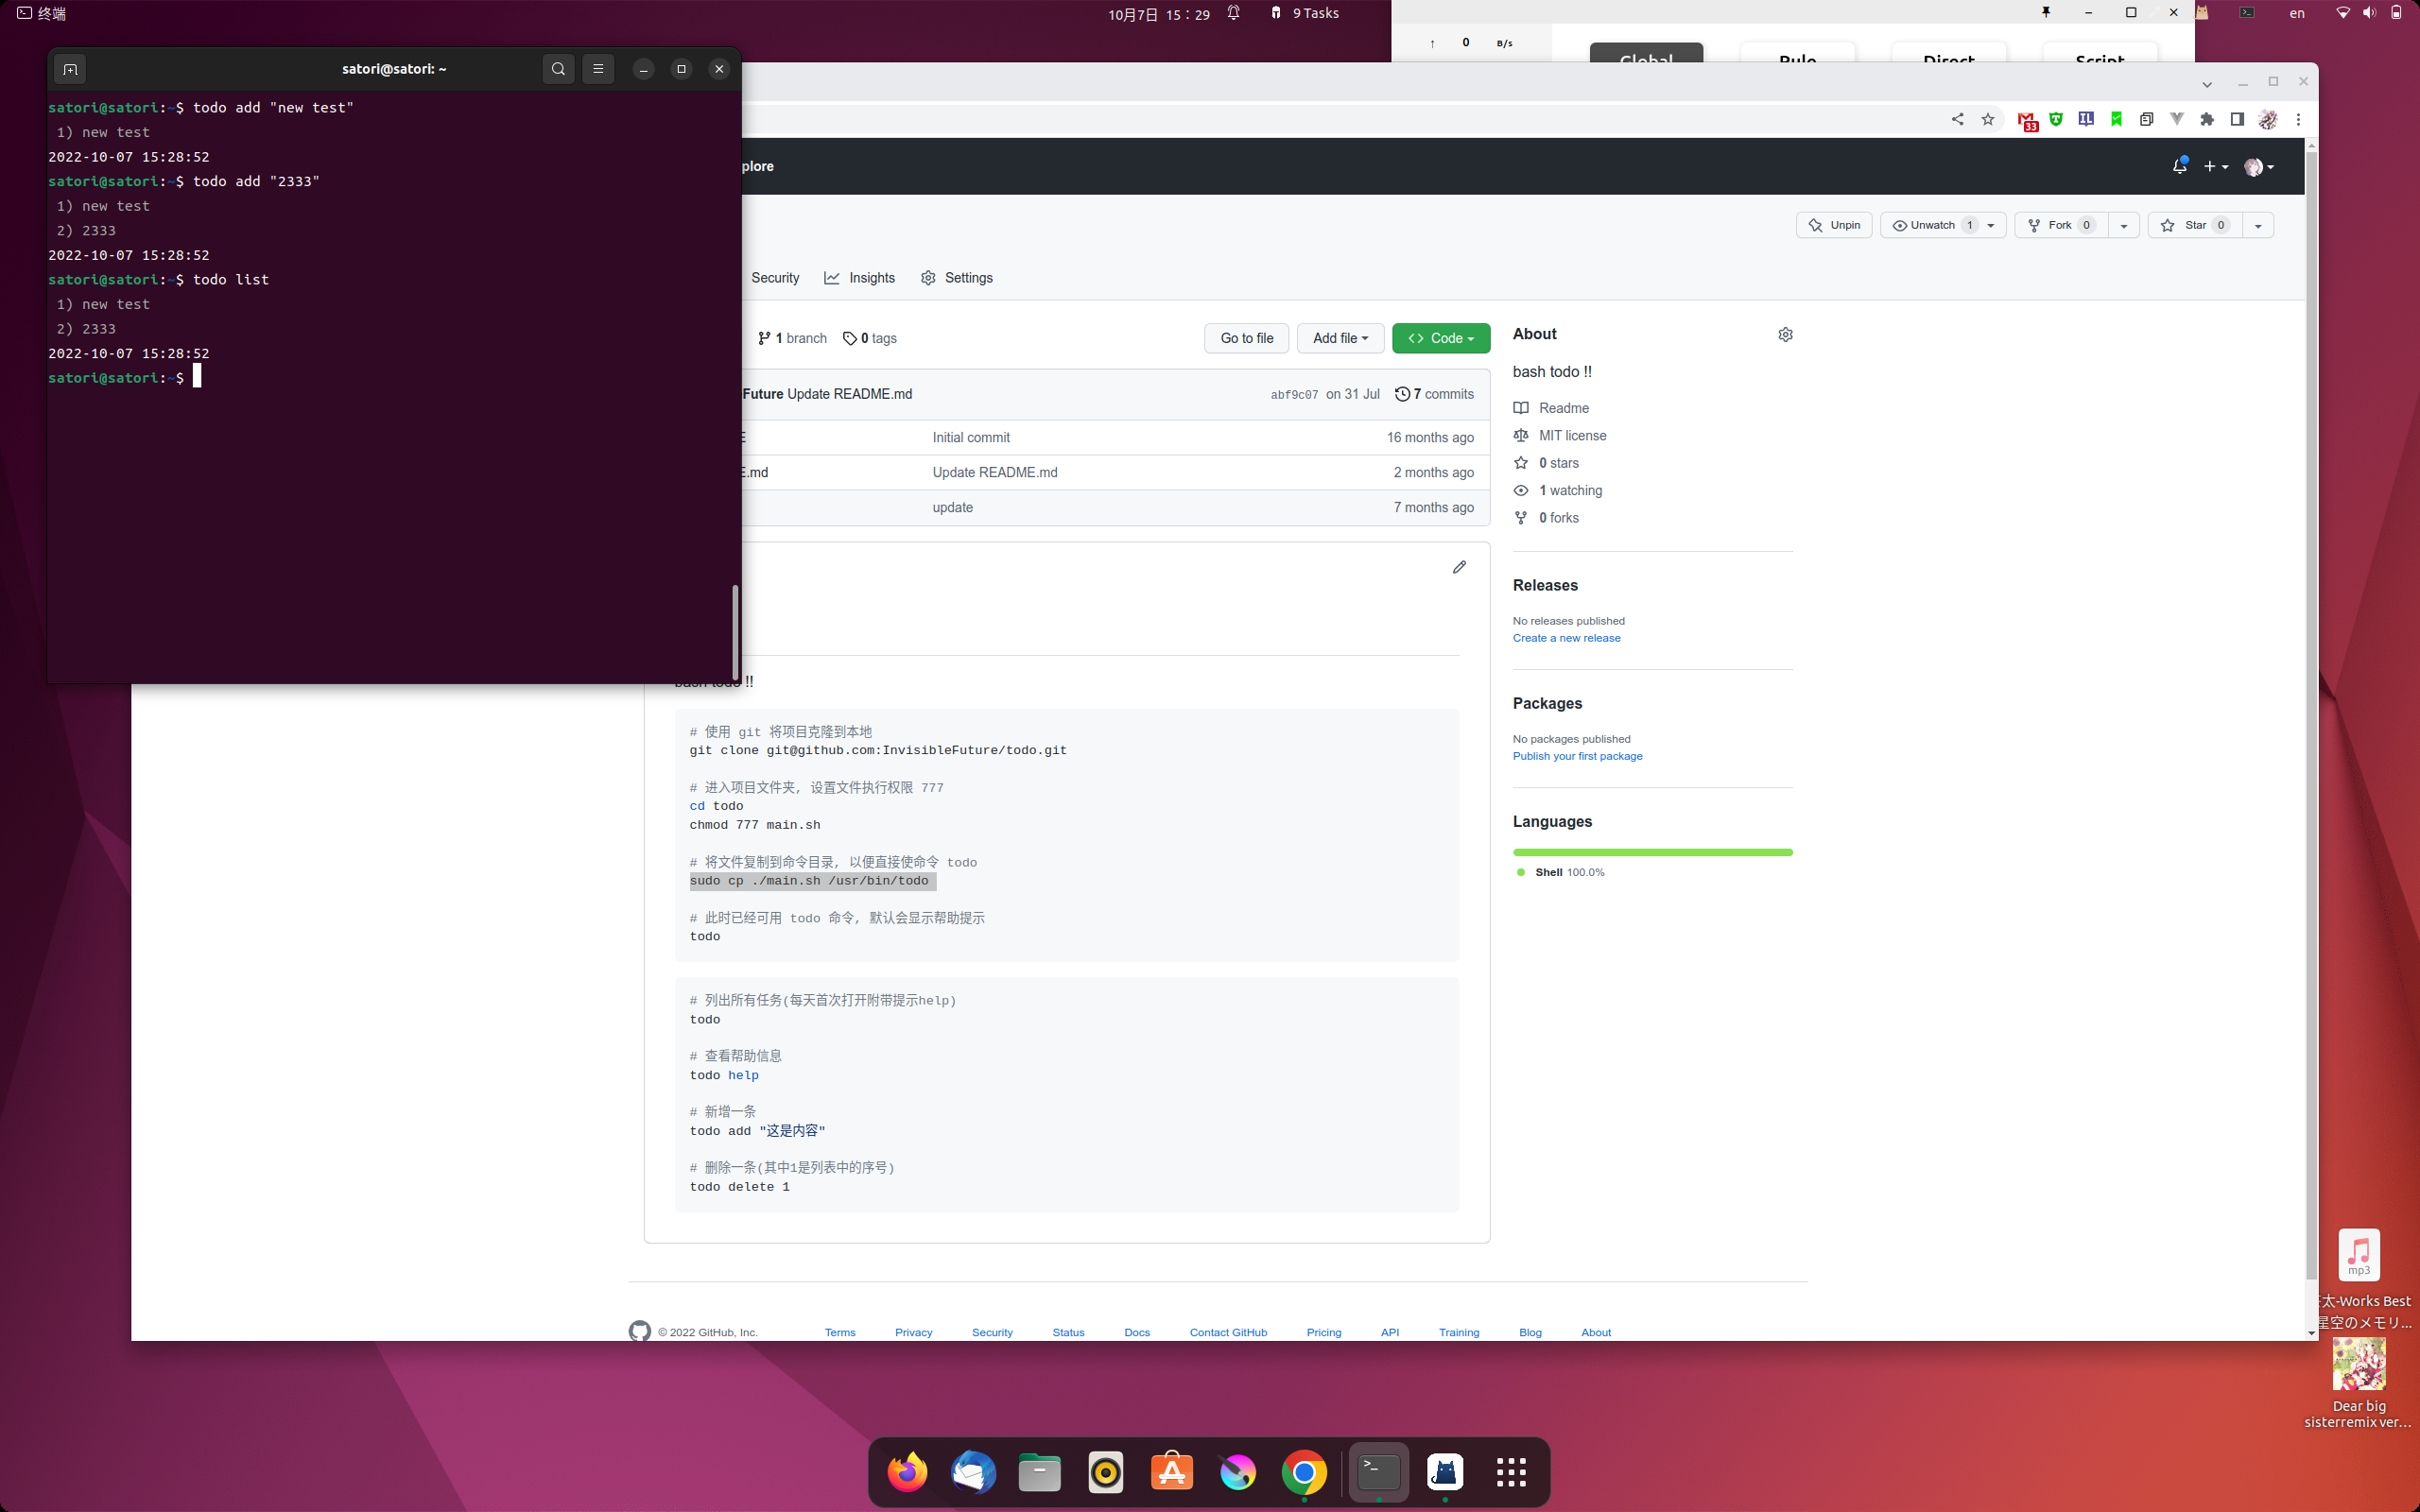 终端
10月7日 15：29
9 Tasks
en
↑ 0 B/s
Global Rule Direct Script
satori@satori: ~
satori@satori:~$ todo add "new test"
1) new test
2022-10-07 15:28:52
satori@satori:~$ todo add "2333"
1) new test
2) 2333
2022-10-07 15:28:52
satori@satori:~$ todo list
1) new test
2) 2333
2022-10-07 15:28:52
satori@satori:~$
33
plore
Unpin Unwatch 1 Fork 0 Star 0
Security Insights Settings
1 branch 0 tags Go to file Add file Code
Future Update README.md abf9c07 on 31 Jul 7 commits
E Initial commit 16 months ago
E.md Update README.md 2 months ago
update 7 months ago
bash todo !!
# 使用 git 将项目克隆到本地
git clone git@github.com:InvisibleFuture/todo.git
# 进入项目文件夹, 设置文件执行权限 777
cd todo
chmod 777 main.sh
# 将文件复制到命令目录, 以便直接使命令 todo
sudo cp ./main.sh /usr/bin/todo
# 此时已经可用 todo 命令, 默认会显示帮助提示
todo
# 列出所有任务(每天首次打开附带提示help)
todo
# 查看帮助信息
todo help
# 新增一条
todo add "这是内容"
# 删除一条(其中1是列表中的序号)
todo delete 1
About
bash todo !!
Readme
MIT license
0 stars
1 watching
0 forks
Releases
No releases published
Create a new release
Packages
No packages published
Publish your first package
Languages
Shell 100.0%
© 2022 GitHub, Inc. Terms Privacy Security Status Docs Contact GitHub Pricing API Training Blog About
mp3
太-Works Best
星空のメモリ...
Dear big
sisterremix ver...